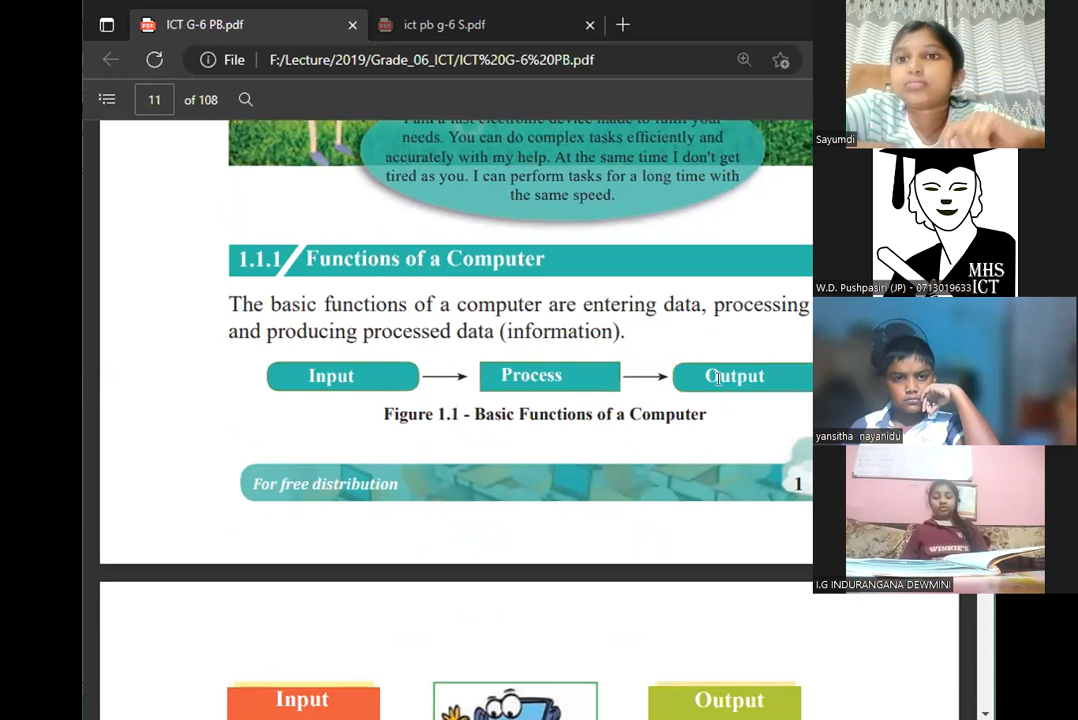 ICT G-6 PB.pdf
ict pb g-6 S.pdf
File
F:/Lecture/2019/Grade_06_ICT/ICT%20G-6%20PB.pdf
11 of 108
needs. You can do complex tasks efficiently and
accurately with my help. At the same time I don't get
tired as you. I can perform tasks for a long time with
the same speed.
1.1.1 Functions of a Computer
The basic functions of a computer are entering data, processing
and producing processed data (information).
Input Process Output
Figure 1.1 - Basic Functions of a Computer
For free distribution
1
Input
Output
Sayumdi
MHS
ICT
W.D. Pushpasiri (JP) - 0713019633
yansitha nayanidu
WINKIE'S
I.G INDURANGANA DEWMINI